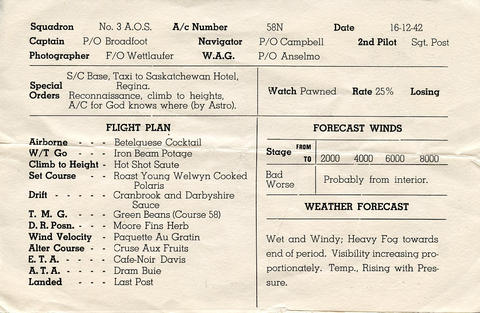 Squadron No. 3 A.O.S. A/c Number 58N Date 16-12-42
Captain P/O Broadfoot Navigator P/O Campbell 2nd Pilot Sgt. Post
Photographer F/O Wettlaufer W.A.G. P/O Anselmo
Special Orders
S/C Base, Taxi to Saskatchewan Hotel,
Regina.
Reconnaissance, climb to heights,
A/C for God knows where (by Astro).
Watch Pawned Rate 25% Losing
FLIGHT PLAN
Airborne - - - Betelguese Cocktail
W/T Go - - - Iron Beam Potage
Climb to Height - Hot Shot Saute
Set Course - - Roast Young Welwyn Cooked
Polaris
Drift - - - - Cranbrook and Darbyshire
Sauce
T. M. G. - - - Green Beans (Course 58)
D. R. Posn. - - - Moore Fins Herb
Wind Velocity - Paquette Au Gratin
Alter Course - - Cruse Aux Fruits
E. T. A. - - - - Cafe-Noir Davis
A. T. A. - - - Dram Buie
Landed - - - Last Post
FORECAST WINDS
Stage FROM TO 2000 4000 6000 8000
Bad
Worse
Probably from interior.
WEATHER FORECAST
Wet and Windy; Heavy Fog towards
end of period. Visibility increasing pro-
portionately. Temp., Rising with Pres-
sure.